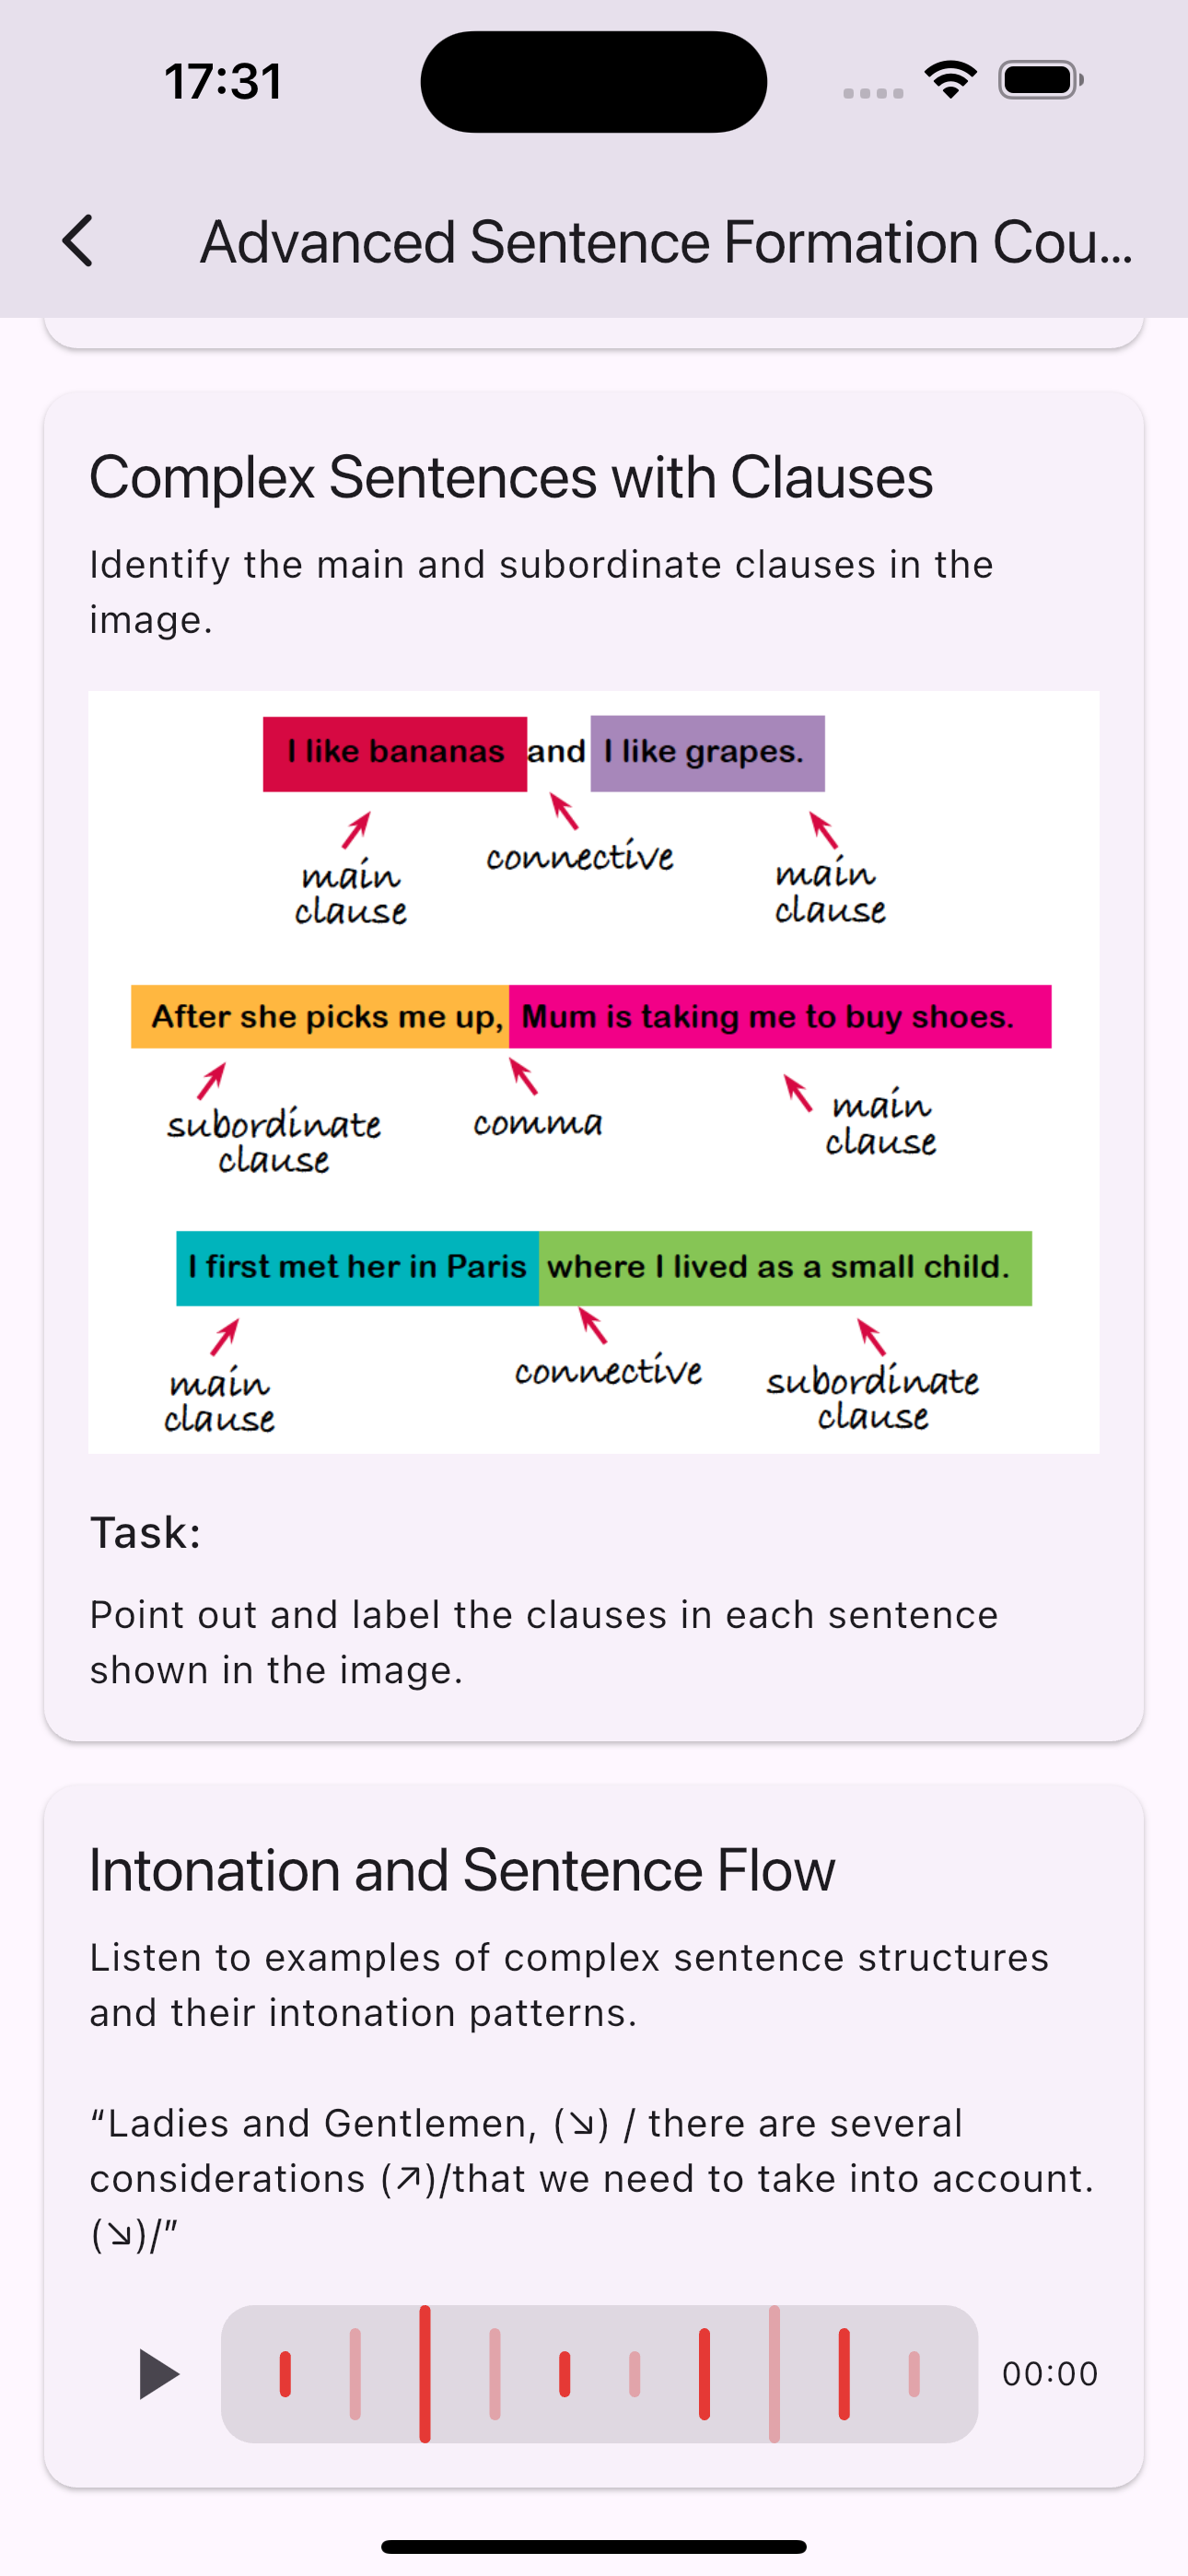 17:31
Advanced Sentence Formation Cou...
Complex Sentences with Clauses
Identify the main and subordinate clauses in the
image.
I like bananas and I like grapes.
main clause
connective
main clause
After she picks me up, Mum is taking me to buy shoes.
subordinate clause
comma
main clause
I first met her in Paris where I lived as a small child.
main clause
connective
subordinate clause
Task:
Point out and label the clauses in each sentence
shown in the image.
Intonation and Sentence Flow
Listen to examples of complex sentence structures
and their intonation patterns.
“Ladies and Gentlemen, (↘) / there are several
considerations (↗)/that we need to take into account.
(↘)/”
00:00